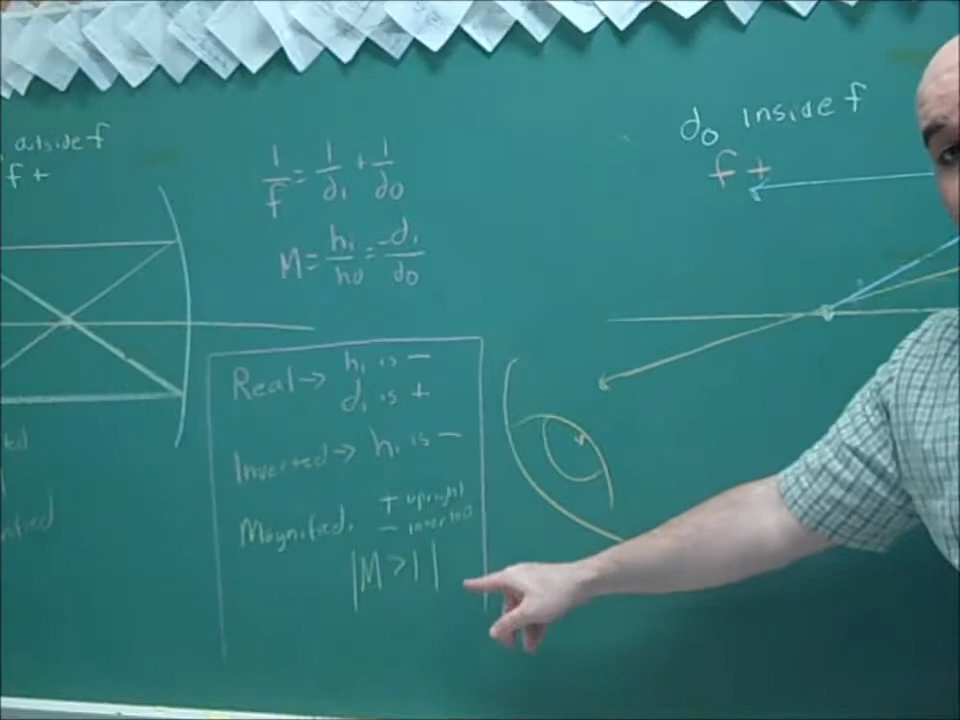 outside f
f +
1/f = 1/di + 1/do
M = hi/ho = -di/do
Real → hi is -
di is +
Inverted → hi is -
Magnified. + upright
- inverted
|M > 1|
do inside f
f +